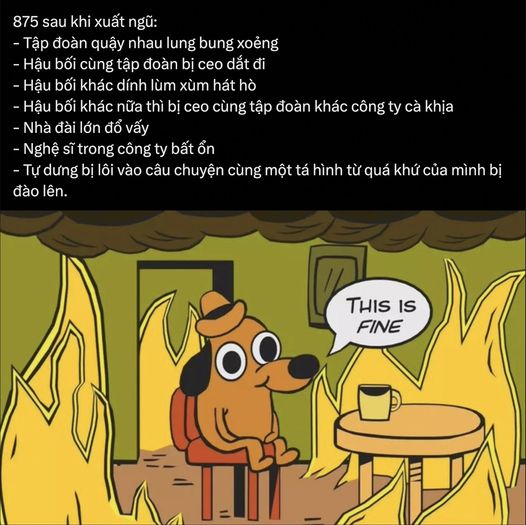 875 sau khi xuất ngũ:
- Tập đoàn quậy nhau lung bung xoẻng
- Hậu bối cùng tập đoàn bị ceo dắt đi
- Hậu bối khác dính lùm xùm hát hò
- Hậu bối khác nữa thì bị ceo cùng tập đoàn khác công ty cà khịa
- Nhà đài lớn đổ vấy
- Nghệ sĩ trong công ty bất ổn
- Tự dưng bị lôi vào câu chuyện cùng một tá hình từ quá khứ của mình bị
đào lên.
THIS IS
FINE